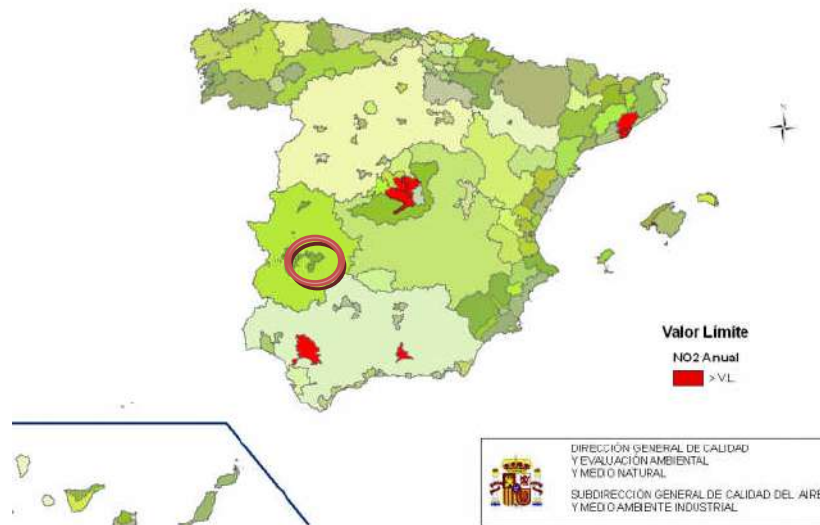 N
Valor Límite
NO2 Anual
> V.L.
DIRECCIÓN GENERAL DE CALIDAD
Y EVALUACIÓN AMBIENTAL
Y MEDIO NATURAL
SUBDIRECCIÓN GENERAL DE CALIDAD DEL AIRE
Y MEDIO AMBIENTE INDUSTRIAL